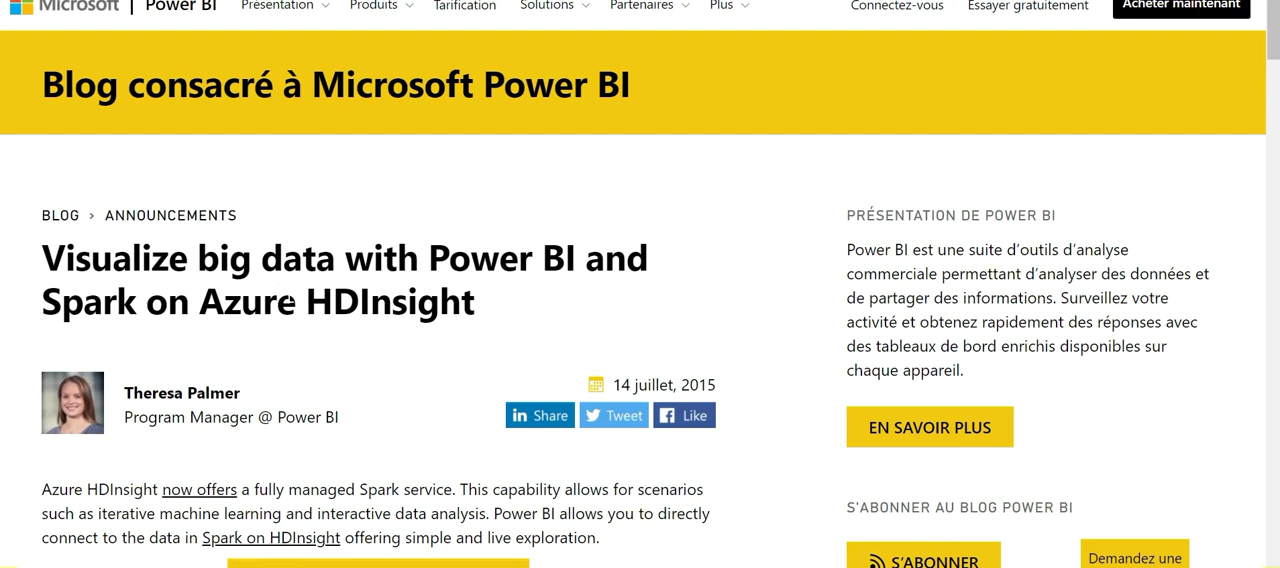 Microsoft | Power BI Présentation Produits Tarification Solutions Partenaires Plus Connectez-vous Essayer gratuitement Acheter maintenant
Blog consacré à Microsoft Power BI
BLOG > ANNOUNCEMENTS
Visualize big data with Power BI and
Spark on Azure HDInsight
Theresa Palmer
Program Manager @ Power BI
14 juillet, 2015
Share Tweet Like
Azure HDInsight now offers a fully managed Spark service. This capability allows for scenarios
such as iterative machine learning and interactive data analysis. Power BI allows you to directly
connect to the data in Spark on HDInsight offering simple and live exploration.
PRÉSENTATION DE POWER BI
Power BI est une suite d’outils d’analyse
commerciale permettant d’analyser des données et
de partager des informations. Surveillez votre
activité et obtenez rapidement des réponses avec
des tableaux de bord enrichis disponibles sur
chaque appareil.
EN SAVOIR PLUS
S'ABONNER AU BLOG POWER BI
S’ABONNER
Demandez une